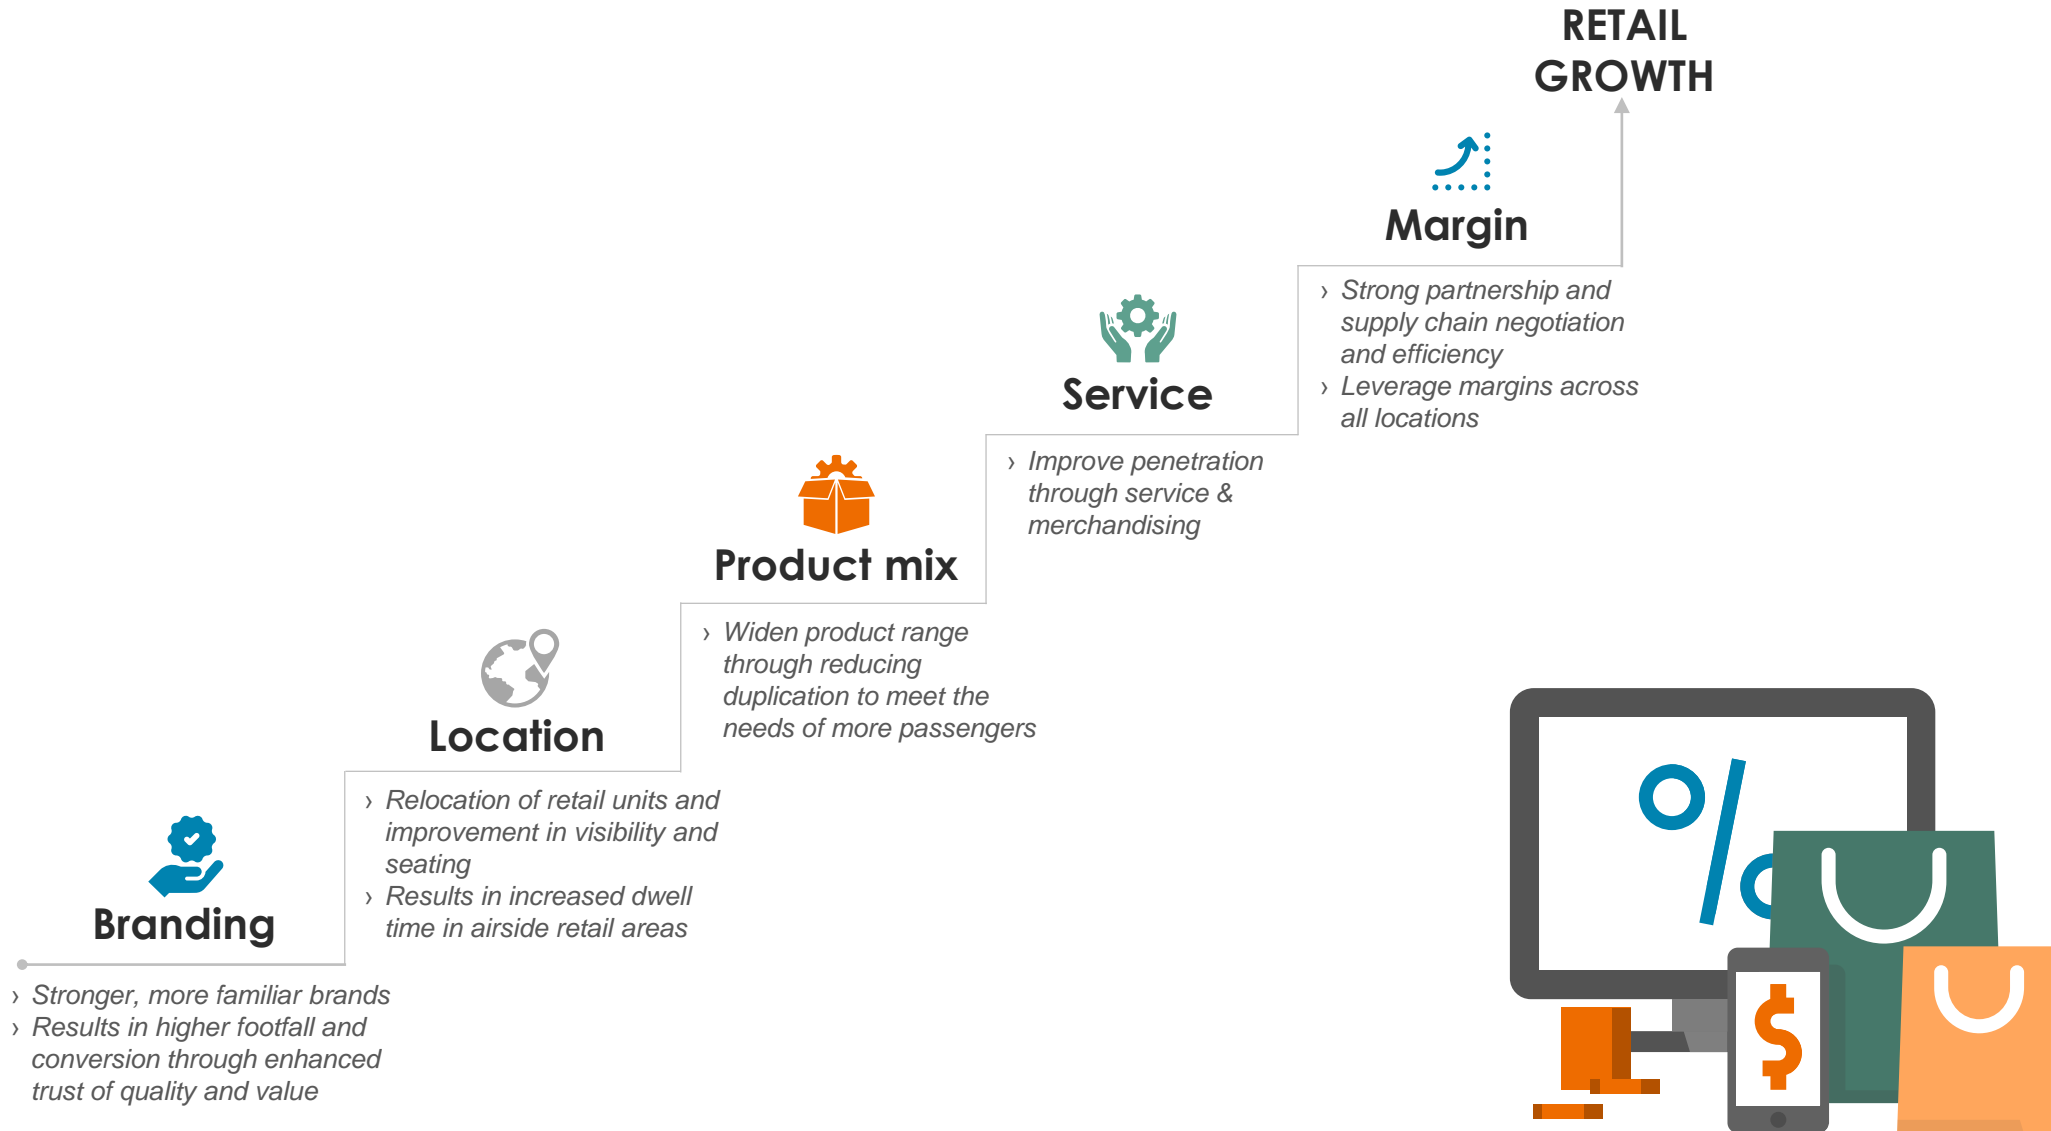 RETAIL
GROWTH
Margin
› Strong partnership and
supply chain negotiation
and efficiency
› Leverage margins across
all locations
Service
› Improve penetration
through service &
merchandising
Product mix
› Widen product range
through reducing
duplication to meet the
needs of more passengers
Location
› Relocation of retail units and
improvement in visibility and
seating
› Results in increased dwell
time in airside retail areas
Branding
› Stronger, more familiar brands
› Results in higher footfall and
conversion through enhanced
trust of quality and value
%
$